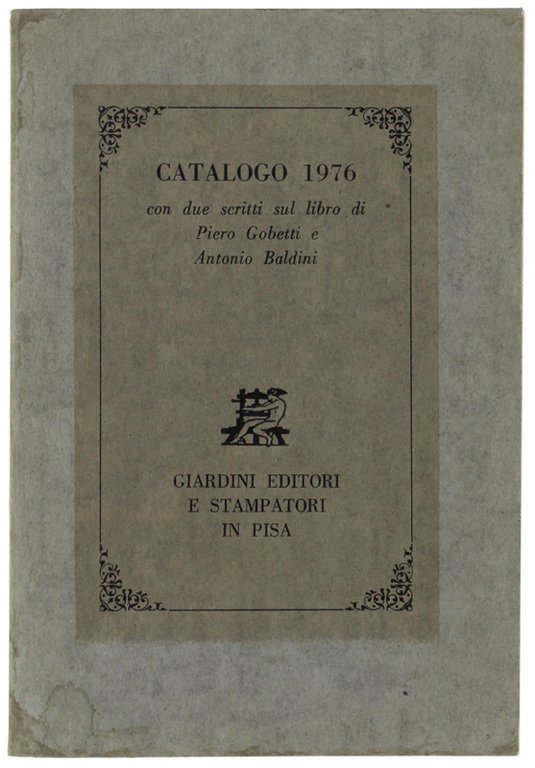 CATALOGO 1976
con due scritti sul libro di
Piero Gobetti e
Antonio Baldini
GIARDINI EDITORI
E STAMPATORI
IN PISA